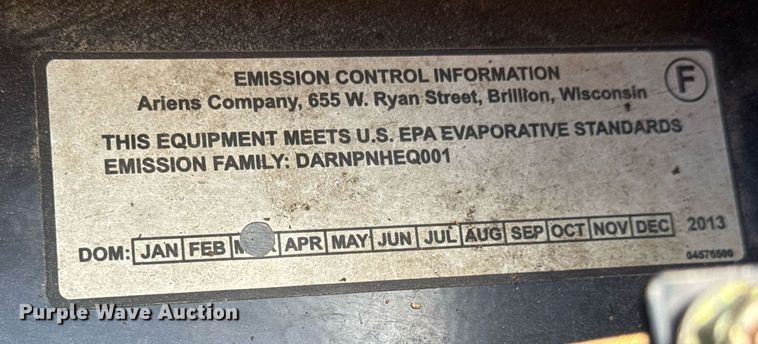 EMISSION CONTROL INFORMATION
Ariens Company, 655 W. Ryan Street, Brillion, Wisconsin
F
THIS EQUIPMENT MEETS U.S. EPA EVAPORATIVE STANDARDS
EMISSION FAMILY: DARNPNHEQ001
DOM: JAN FEB APR MAY JUN JUL AUG SEP OCT NOV DEC 2013
04576500
Purple Wave Auction